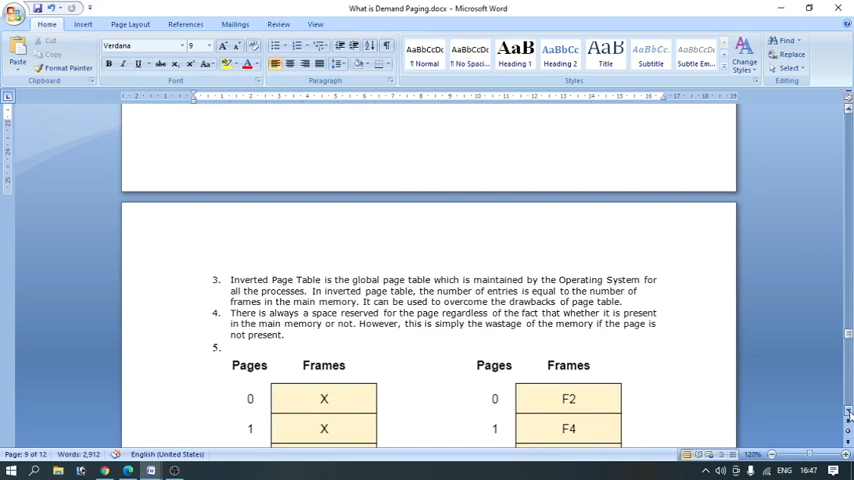 What is Demand Paging.docx - Microsoft Word
Home Insert Page Layout References Mailings Review View
Paste
Cut
Copy
Format Painter
Clipboard
Verdana 9
B I U abc x₂ x² Aa
Font
Paragraph
AaBbCcDc AaBbCcDc AaB AaBbCc AaB AaBbCc. AaBbCcDc
¶ Normal ¶ No Spaci... Heading 1 Heading 2 Title Subtitle Subtle Em...
Change Styles
Styles
Find
Replace
Select
Editing
3. Inverted Page Table is the global page table which is maintained by the Operating System for
all the processes. In inverted page table, the number of entries is equal to the number of
frames in the main memory. It can be used to overcome the drawbacks of page table.
4. There is always a space reserved for the page regardless of the fact that whether it is present
in the main memory or not. However, this is simply the wastage of the memory if the page is
not present.
5.
Pages Frames Pages Frames
0 X 0 F2
1 X 1 F4
Page: 9 of 12 Words: 2,912 English (United States) 120%
ENG 16:47